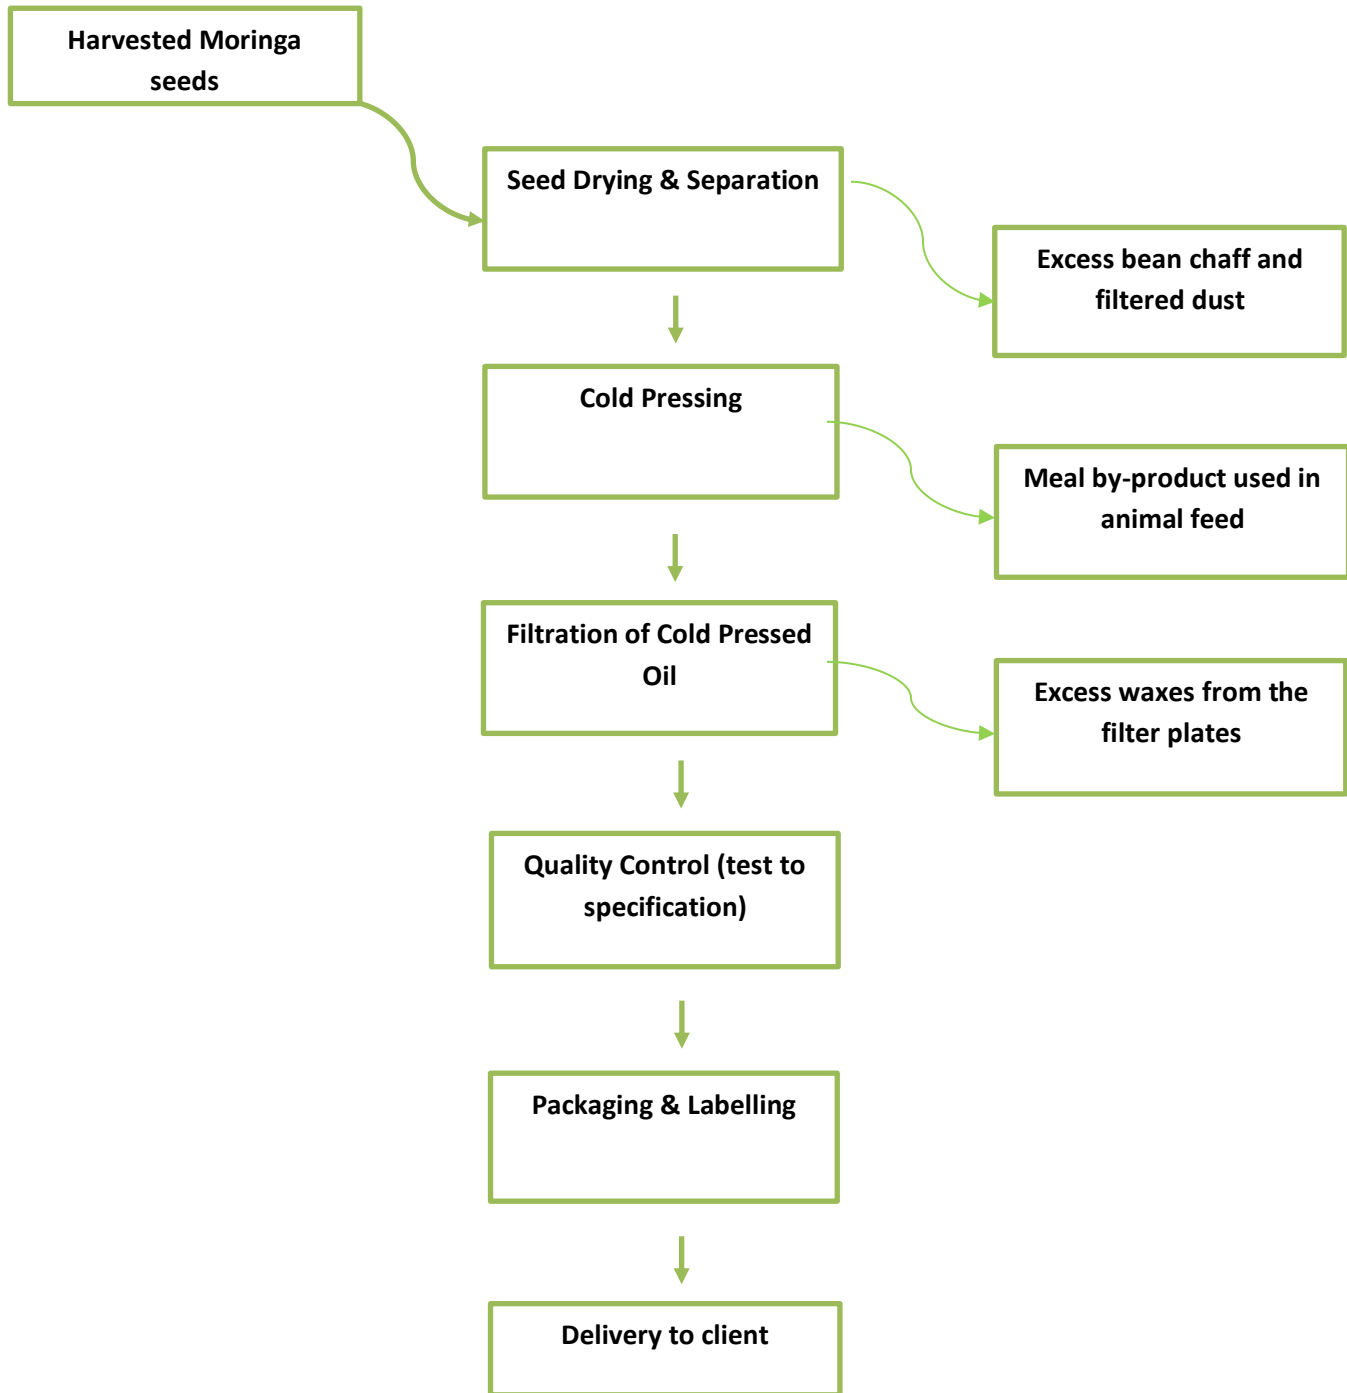 Harvested Moringa
seeds
Seed Drying & Separation
Excess bean chaff and
filtered dust
Cold Pressing
Meal by-product used in
animal feed
Filtration of Cold Pressed
Oil
Excess waxes from the
filter plates
Quality Control (test to
specification)
Packaging & Labelling
Delivery to client